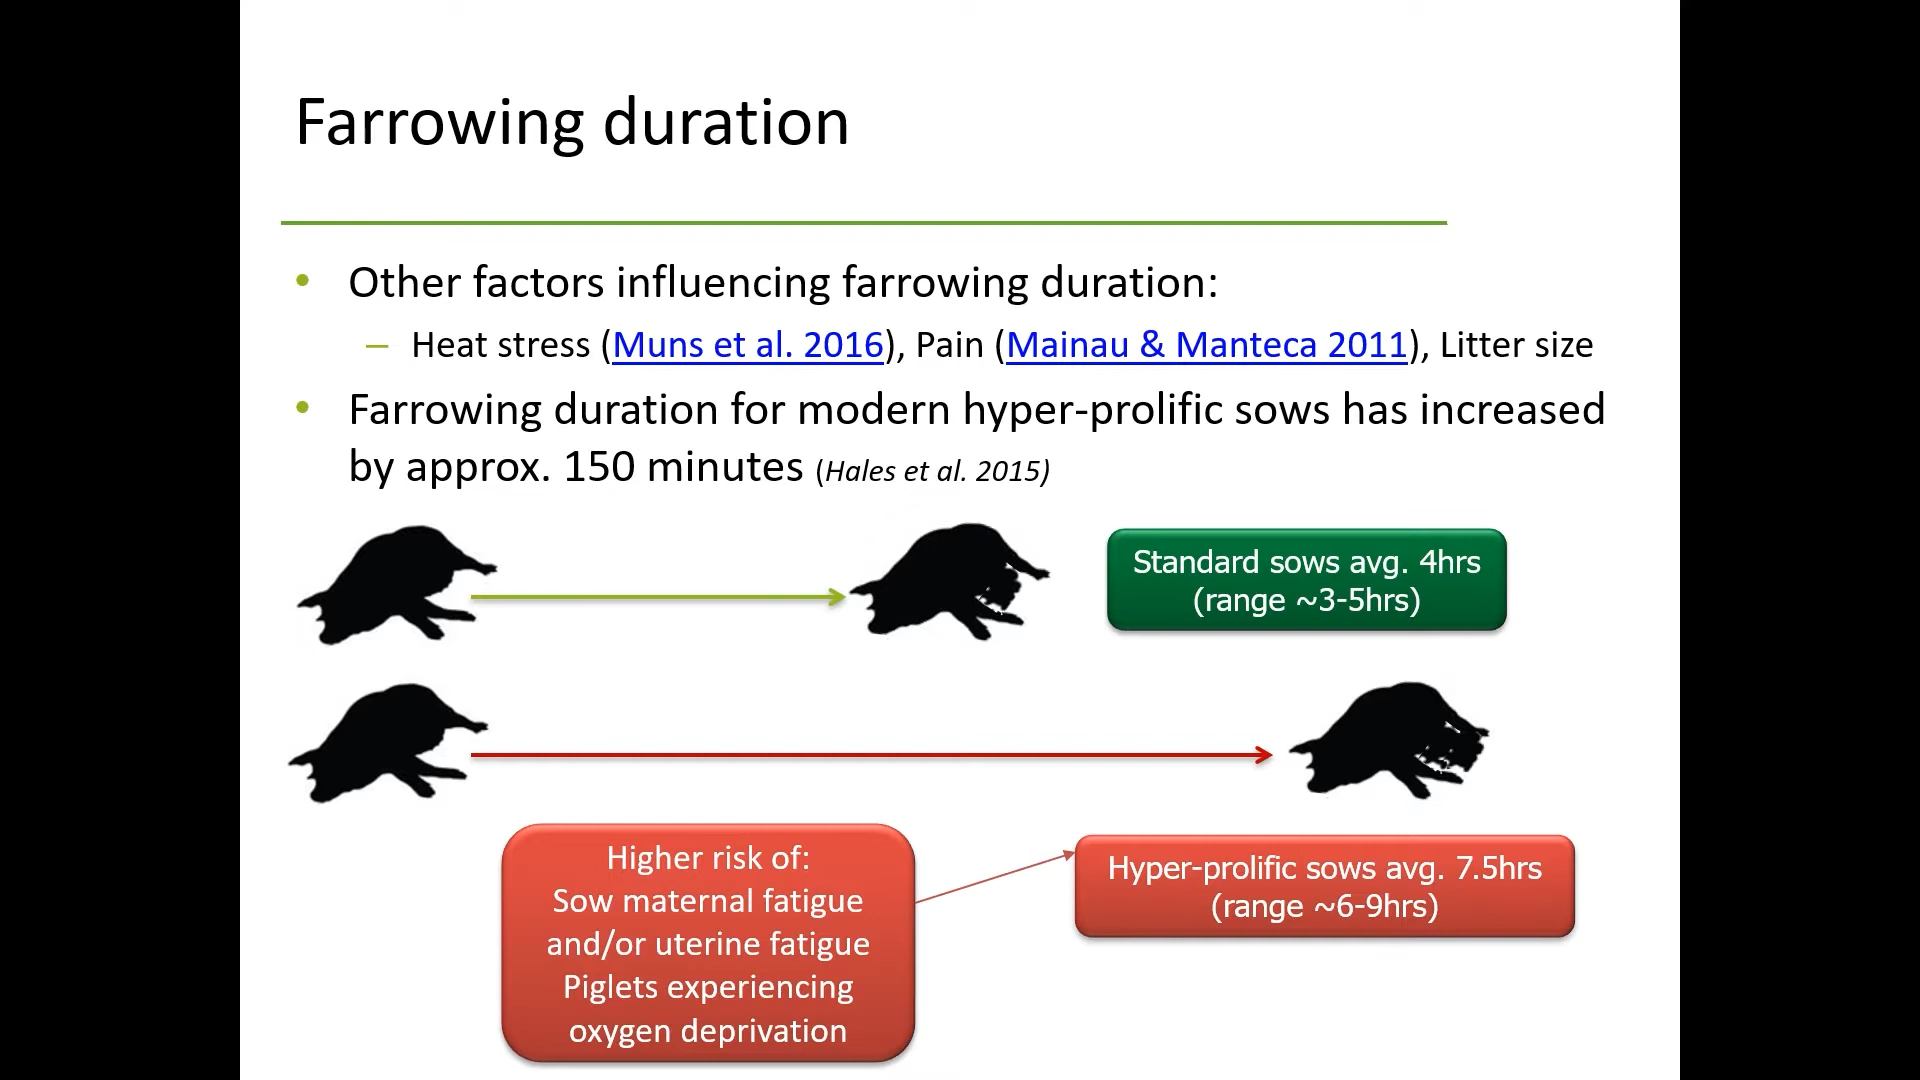 Farrowing duration
• Other factors influencing farrowing duration:
– Heat stress (Muns et al. 2016), Pain (Mainau & Manteca 2011), Litter size
• Farrowing duration for modern hyper-prolific sows has increased
by approx. 150 minutes (Hales et al. 2015)
Standard sows avg. 4hrs
(range ~3-5hrs)
Higher risk of:
Sow maternal fatigue
and/or uterine fatigue
Piglets experiencing
oxygen deprivation
Hyper-prolific sows avg. 7.5hrs
(range ~6-9hrs)